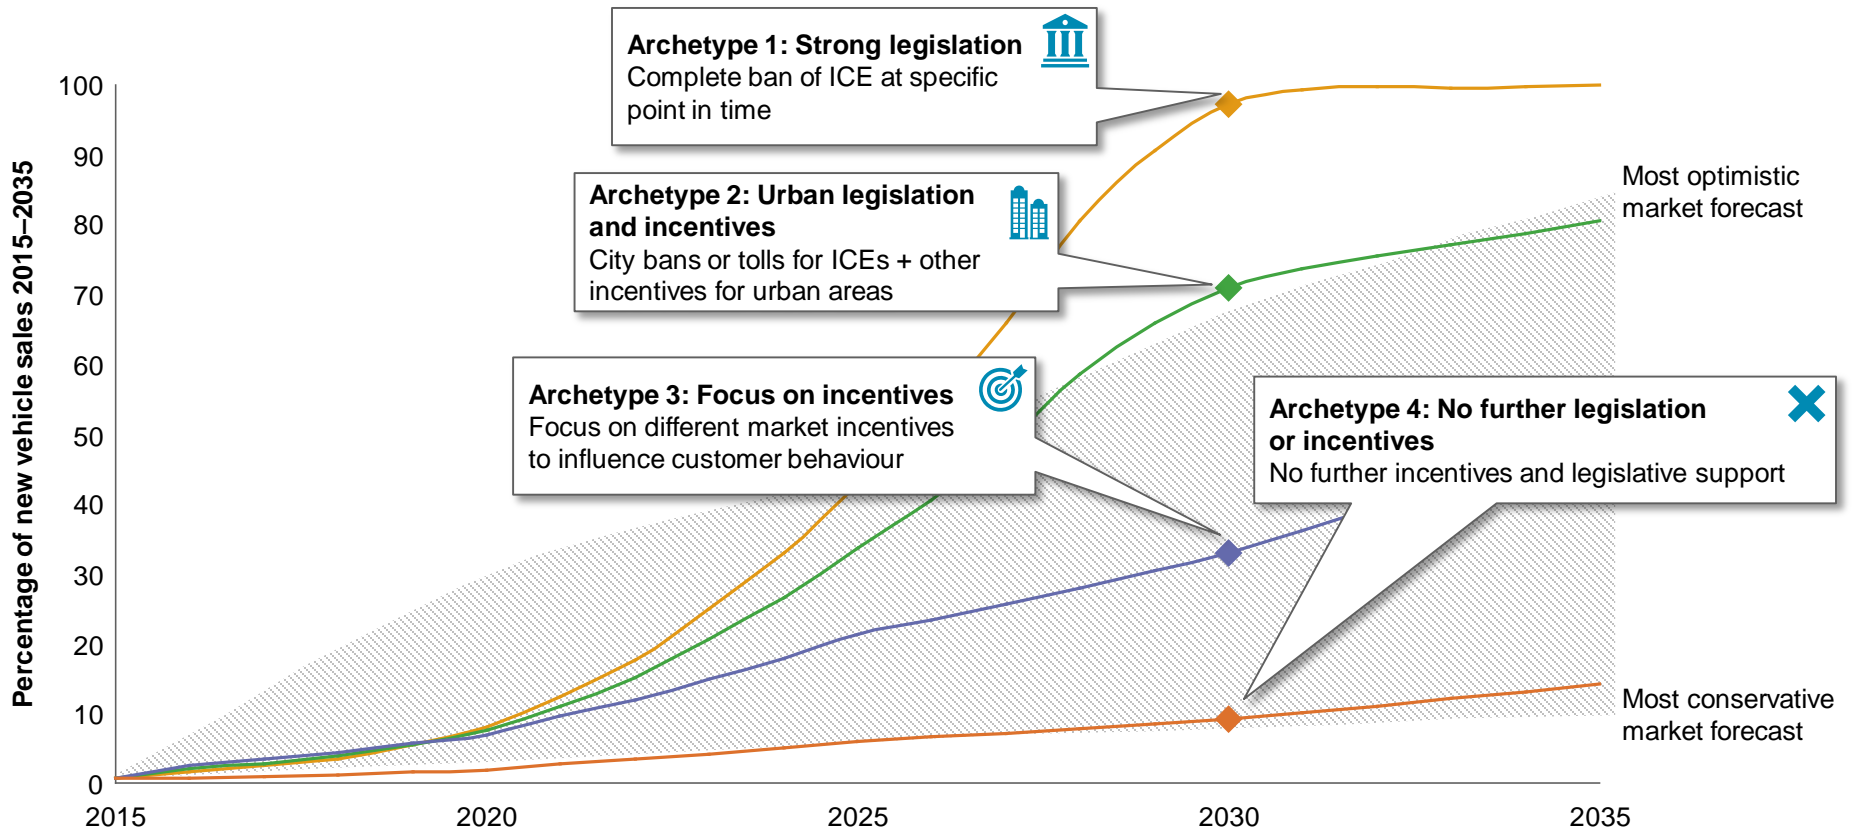 Percentage of new vehicle sales 2015–2035
100
90
80
70
60
50
40
30
20
10
0
2015
2020
2025
2030
2035
Archetype 1: Strong legislation
Complete ban of ICE at specific
point in time
Archetype 2: Urban legislation
and incentives
City bans or tolls for ICEs + other
incentives for urban areas
Archetype 3: Focus on incentives
Focus on different market incentives
to influence customer behaviour
Archetype 4: No further legislation
or incentives
No further incentives and legislative support
Most optimistic
market forecast
Most conservative
market forecast